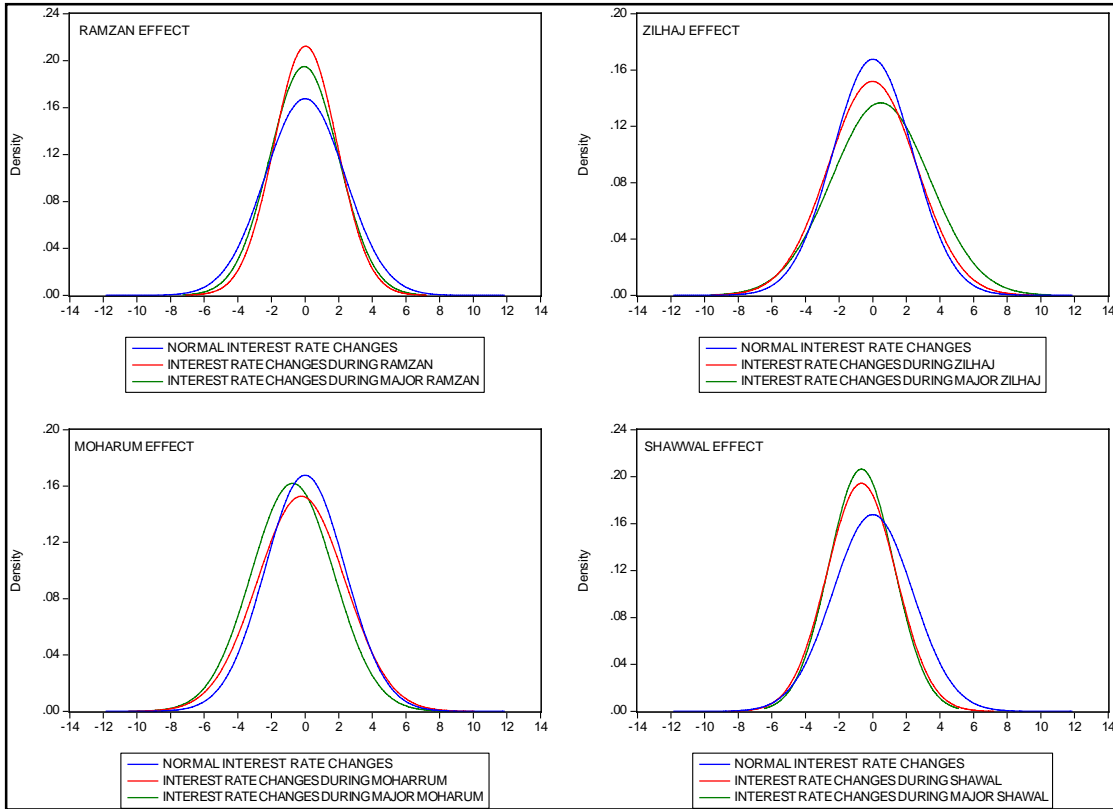 RAMZAN EFFECT
.24
.20
.16
.12
.08
.04
.00
Density
-14 -12 -10 -8 -6 -4 -2 0 2 4 6 8 10 12 14
NORMAL INTEREST RATE CHANGES
INTEREST RATE CHANGES DURING RAMZAN
INTEREST RATE CHANGES DURING MAJOR RAMZAN
ZILHAJ EFFECT
.20
.16
.12
.08
.04
.00
Density
-14 -12 -10 -8 -6 -4 -2 0 2 4 6 8 10 12 14
NORMAL INTEREST RATE CHANGES
INTEREST RATE CHANGES DURING ZILHAJ
INTEREST RATE CHANGES DURING MAJOR ZILHAJ
MOHARUM EFFECT
.20
.16
.12
.08
.04
.00
Density
-14 -12 -10 -8 -6 -4 -2 0 2 4 6 8 10 12 14
NORMAL INTEREST RATE CHANGES
INTEREST RATE CHANGES DURING MOHARRUM
INTEREST RATE CHANGES DURING MAJOR MOHARUM
SHAWWAL EFFECT
.24
.20
.16
.12
.08
.04
.00
Density
-14 -12 -10 -8 -6 -4 -2 0 2 4 6 8 10 12 14
NORMAL INTEREST RATE CHANGES
INTEREST RATE CHANGES DURING SHAWAL
INTEREST RATE CHANGES DURING MAJOR SHAWAL